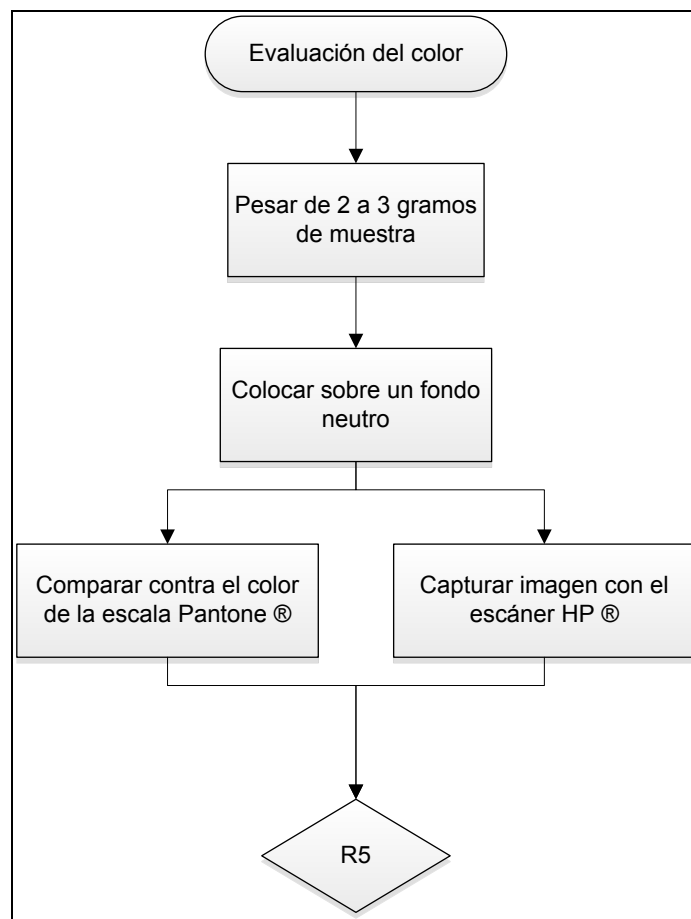 Evaluación del color
Pesar de 2 a 3 gramos
de muestra
Colocar sobre un fondo
neutro
Comparar contra el color
de la escala Pantone ®
Capturar imagen con el
escáner HP ®
R5